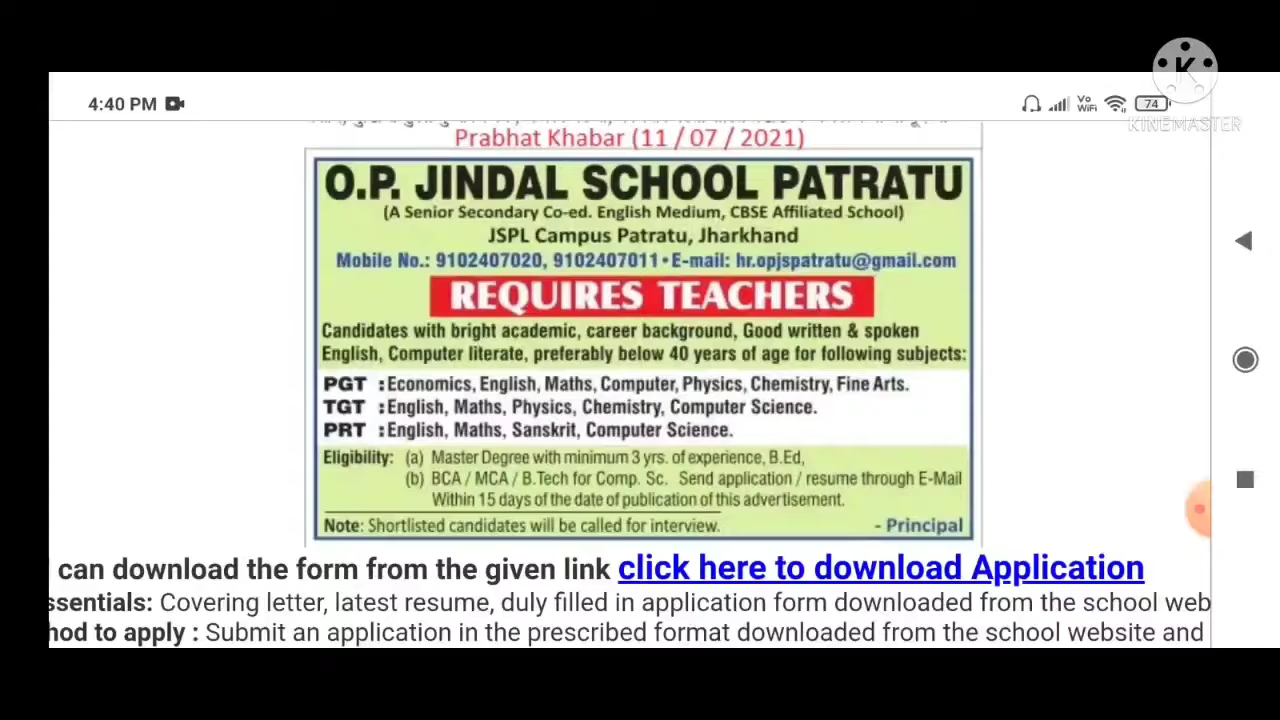 4:40 PM
Vo
WiFi
74
K
KINEMASTER
Prabhat Khabar (11 / 07 / 2021)
O.P. JINDAL SCHOOL PATRATU
(A Senior Secondary Co-ed. English Medium, CBSE Affiliated School)
JSPL Campus Patratu, Jharkhand
Mobile No.: 9102407020, 9102407011 • E-mail: hr.opjspatratu@gmail.com
REQUIRES TEACHERS
Candidates with bright academic, career background, Good written & spoken
English, Computer literate, preferably below 40 years of age for following subjects:
PGT : Economics, English, Maths, Computer, Physics, Chemistry, Fine Arts.
TGT : English, Maths, Physics, Chemistry, Computer Science.
PRT : English, Maths, Sanskrit, Computer Science.
Eligibility: (a) Master Degree with minimum 3 yrs. of experience, B.Ed,
(b) BCA / MCA / B.Tech for Comp. Sc. Send application / resume through E-Mail
Within 15 days of the date of publication of this advertisement.
Note: Shortlisted candidates will be called for interview. - Principal
can download the form from the given link click here to download Application
ssentials: Covering letter, latest resume, duly filled in application form downloaded from the school web
hod to apply : Submit an application in the prescribed format downloaded from the school website and